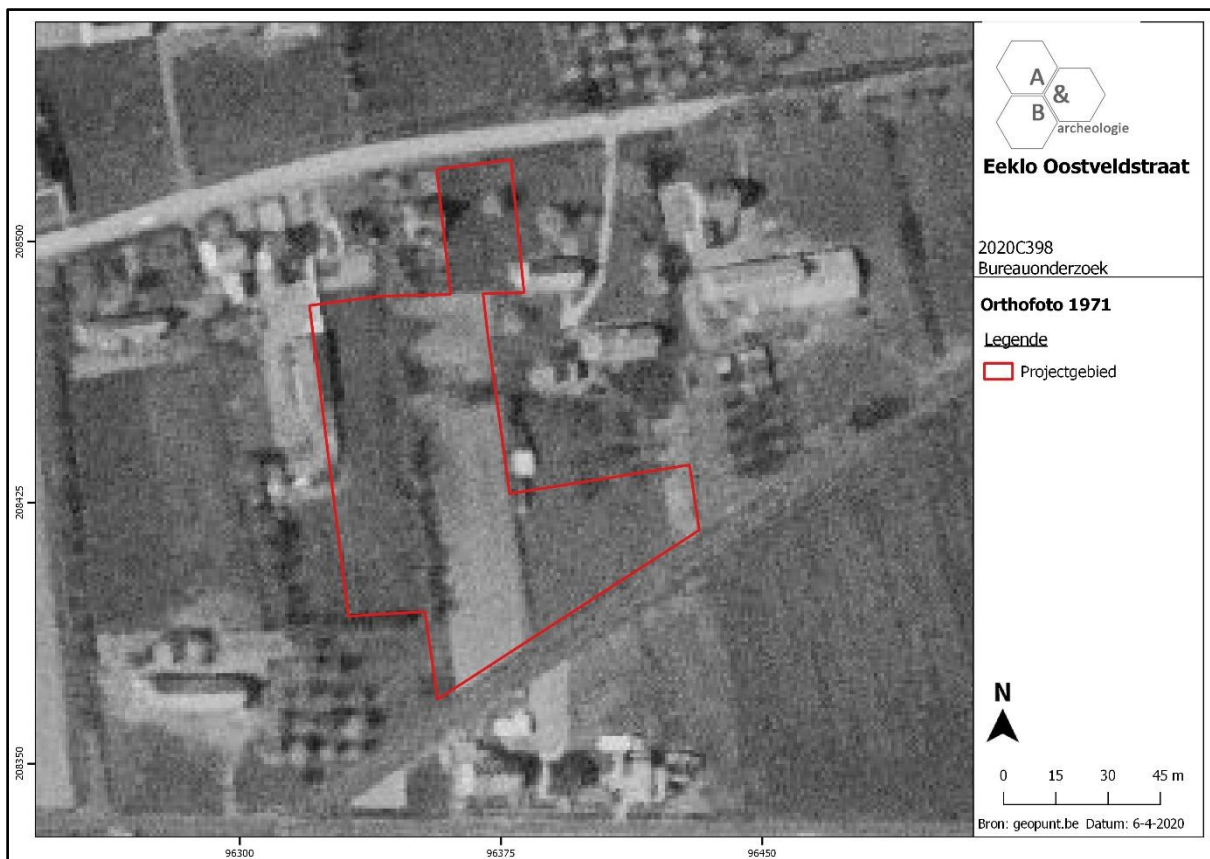 A
&
B
archeologie
Eeklo Oostveldstraat
2020C398
Bureauonderzoek
Orthofoto 1971
Legende
Projectgebied
N
0 15 30 45 m
Bron: geopunt.be Datum: 6-4-2020
208500
208425
208350
96300 96375 96450